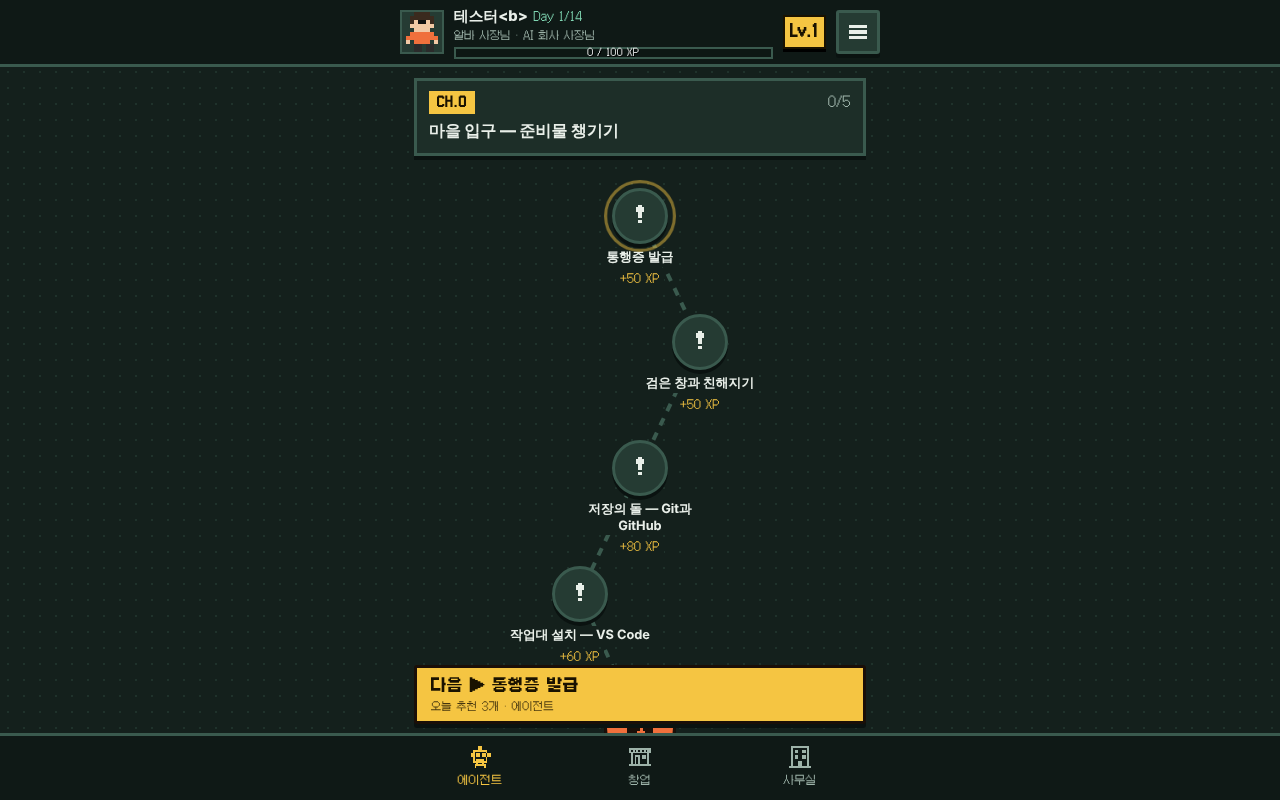 테스터<b> Day 1/14
알바 사장님 · AI 회사 사장님
0 / 100 XP
Lv.1
CH.0
0/5
마을 입구 — 준비물 챙기기
통행증 발급
+50 XP
검은 창과 친해지기
+50 XP
저장의 돌 — Git과
GitHub
+80 XP
작업대 설치 — VS Code
+60 XP
다음 ▶ 통행증 발급
오늘 추천 3개 · 에이전트
에이전트
창업
사무실